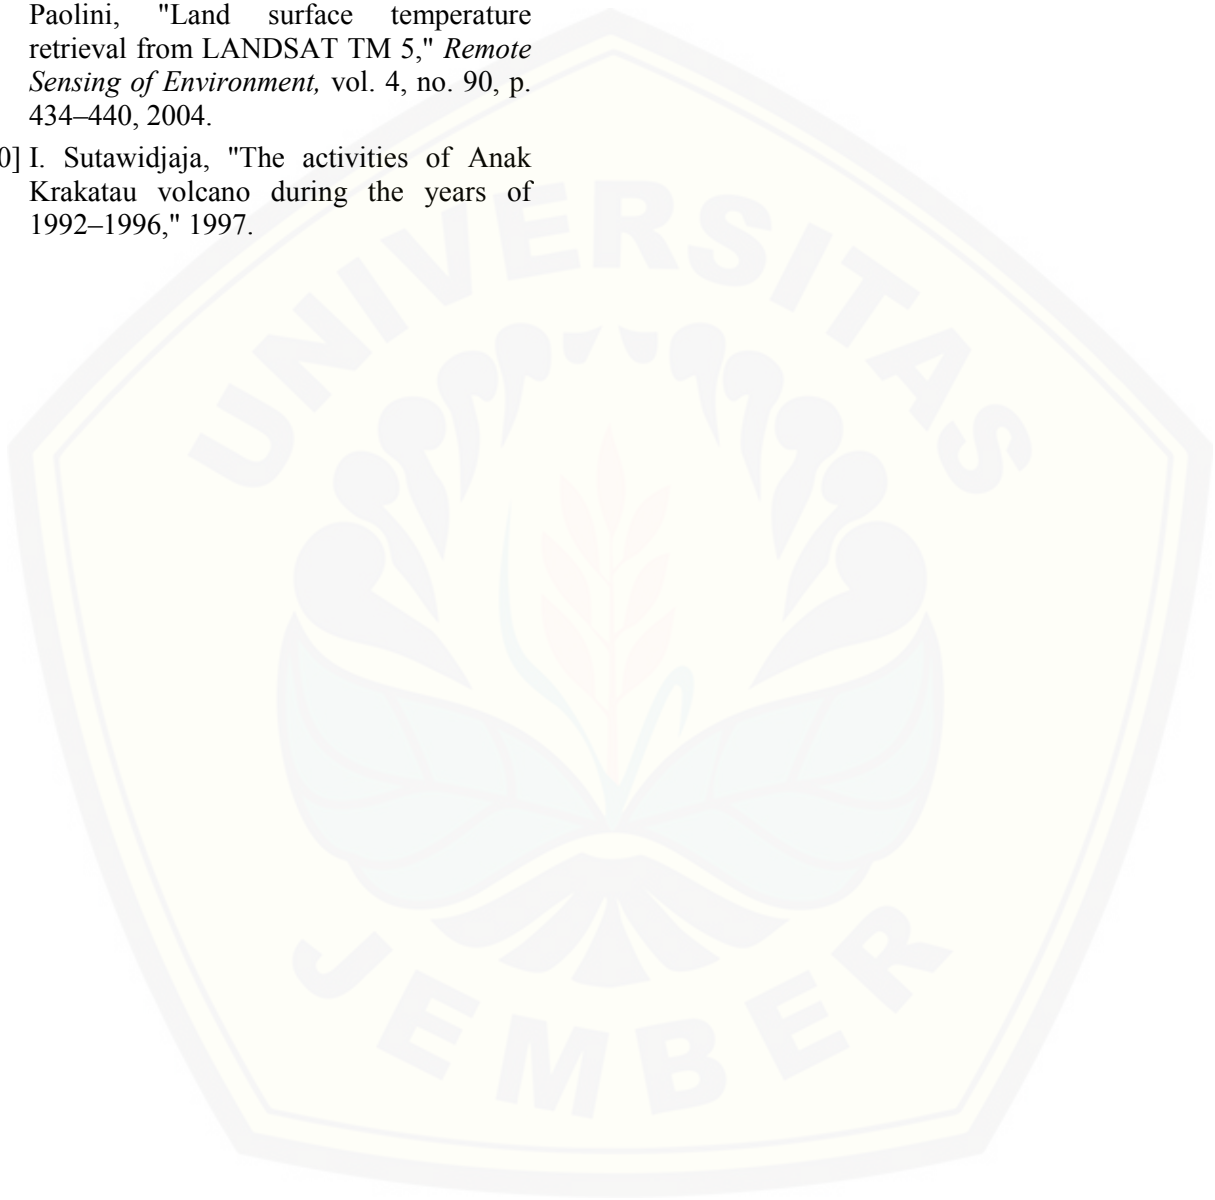 Paolini, "Land surface temperature
retrieval from LANDSAT TM 5," Remote
Sensing of Environment, vol. 4, no. 90, p.
434–440, 2004.
0] I. Sutawidjaja, "The activities of Anak
Krakatau volcano during the years of
1992–1996," 1997.
UNIVERSITAS
JEMBER